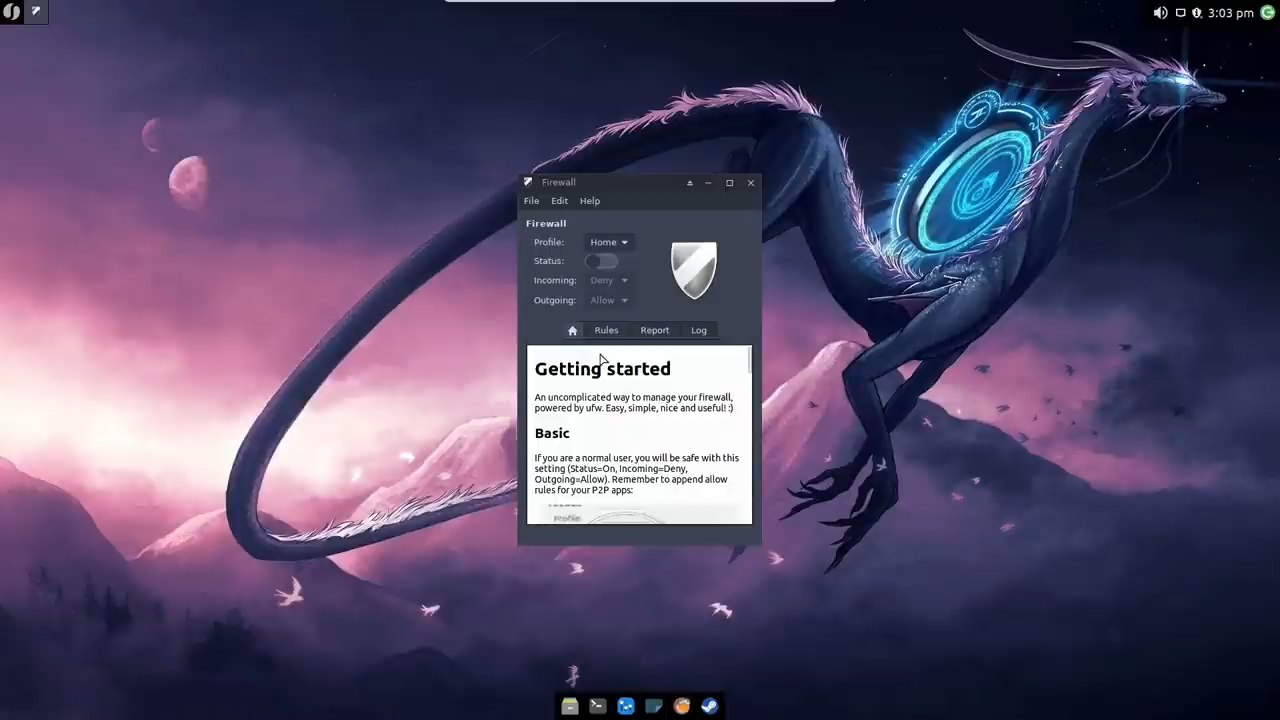 3:03 pm
Firewall
File Edit Help
Firewall
Profile: Home
Status:
Incoming: Deny
Outgoing: Allow
Rules Report Log
Getting started
An uncomplicated way to manage your firewall,
powered by ufw. Easy, simple, nice and useful! :)
Basic
If you are a normal user, you will be safe with this
setting (Status=On, Incoming=Deny,
Outgoing=Allow). Remember to append allow
rules for your P2P apps:
Profile: